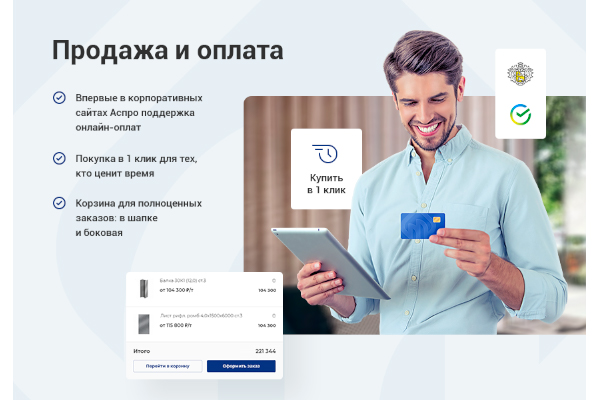 Продажа и оплата
Впервые в корпоративных
сайтах Аспро поддержка
онлайн-оплат
Покупка в 1 клик для тех,
кто ценит время
Корзина для полноценных
заказов: в шапке
и боковая
Купить
в 1 клик
от 104 300 ₽/т
104 300
от 115 800 ₽/т
104 300
Итого
221 344
Перейти в корзину
Оформить заказ